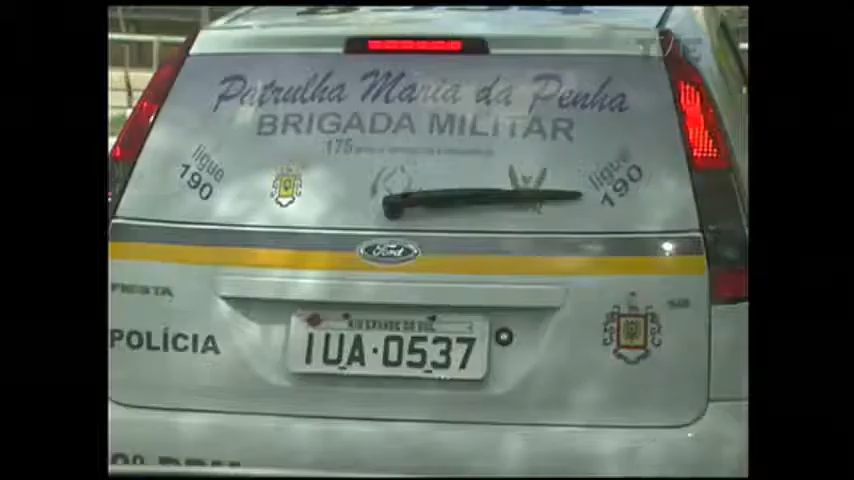 Patrulha Maria da Penha
BRIGADA MILITAR
175
ligue
190
ligue
190
Ford
FIESTA
POLÍCIA
RIO GRANDE DO SUL
IUA·0537